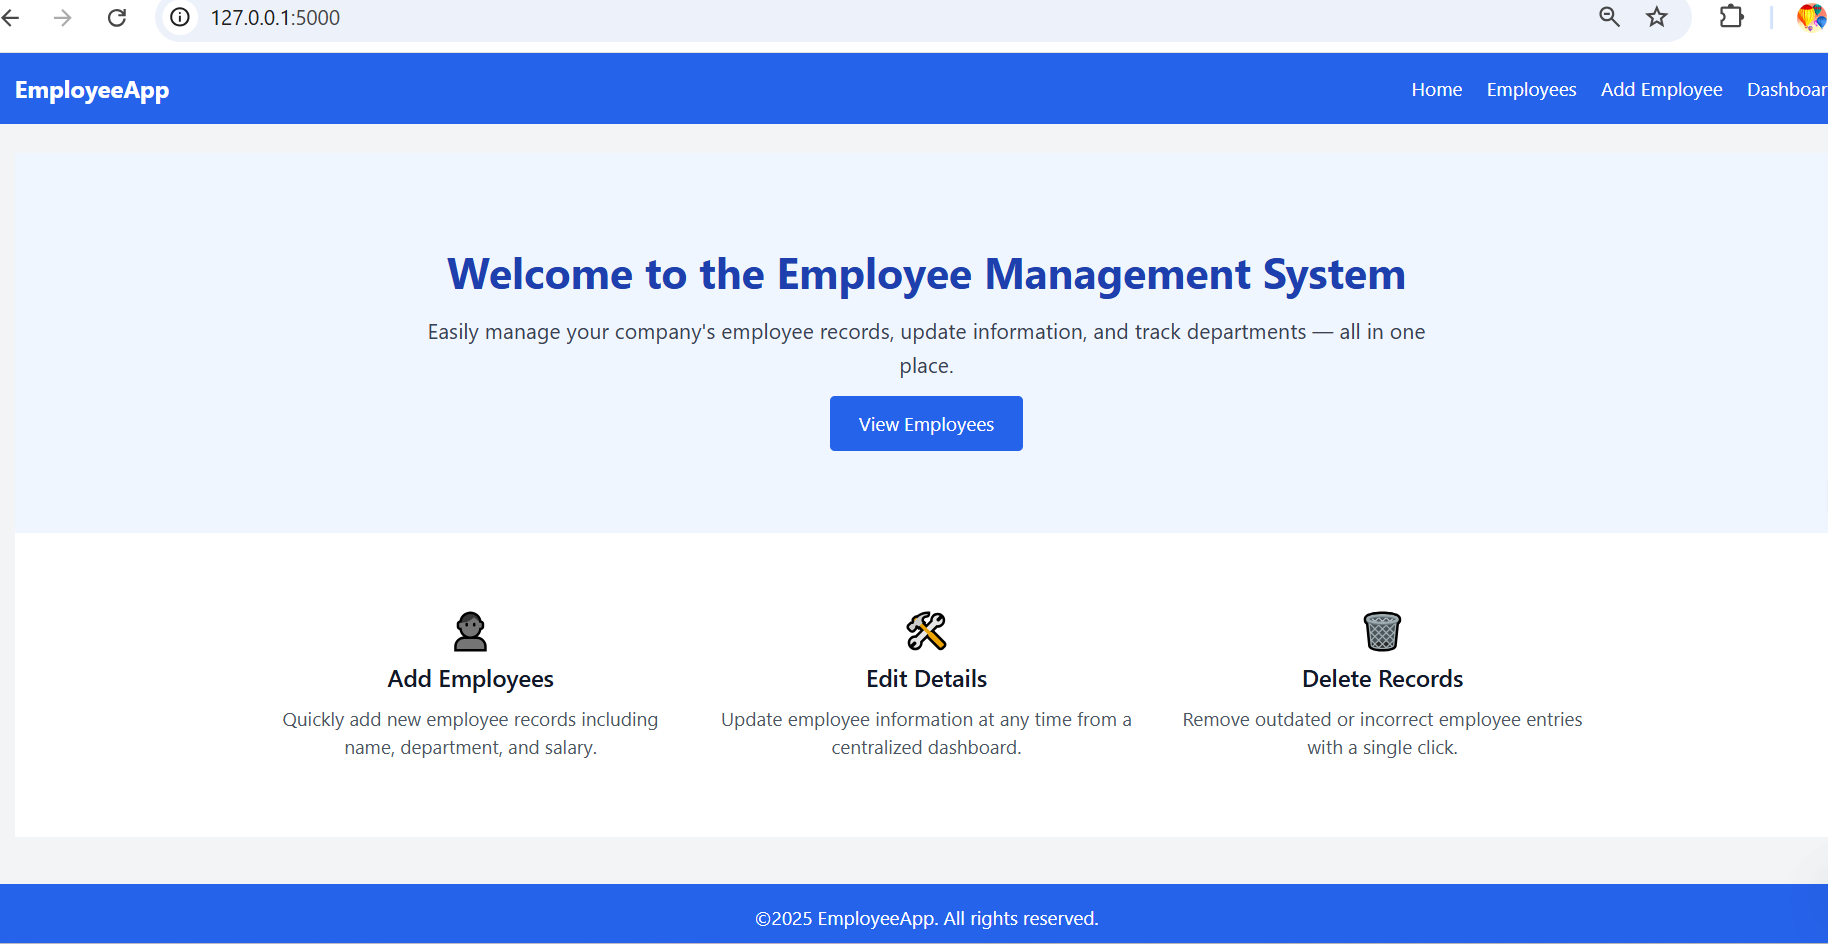 127.0.0.1:5000
EmployeeApp
Home Employees Add Employee Dashboar
Welcome to the Employee Management System
Easily manage your company's employee records, update information, and track departments — all in one
place.
View Employees
Add Employees
Quickly add new employee records including
name, department, and salary.
Edit Details
Update employee information at any time from a
centralized dashboard.
Delete Records
Remove outdated or incorrect employee entries
with a single click.
©2025 EmployeeApp. All rights reserved.